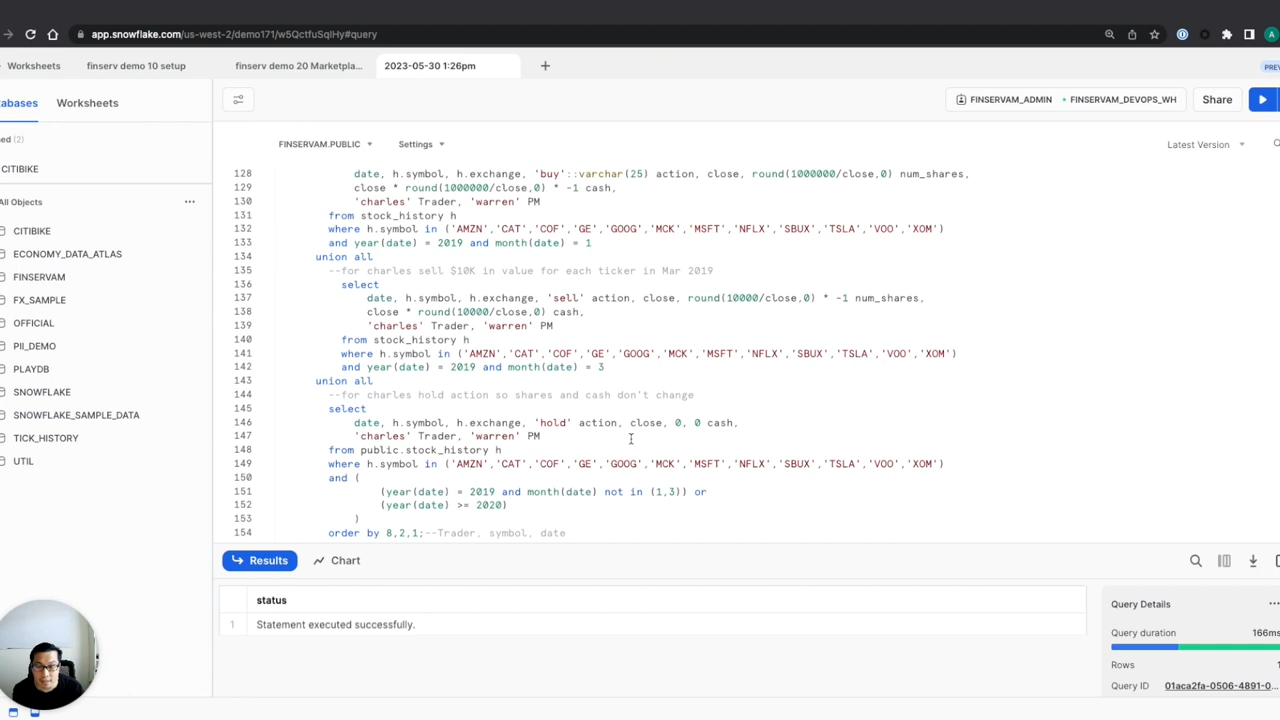 app.snowflake.com/us-west-2/demo171/w5QctfuSqlHy#query
Worksheets
finserv demo 10 setup
finserv demo 20 Marketpla...
2023-05-30 1:26pm
PREV
abases
Worksheets
FINSERVAM_ADMIN
FINSERVAM_DEVOPS_WH
Share
ned (2)
FINSERVAM.PUBLIC
Settings
Latest Version
CITIBIKE
All Objects
...
CITIBIKE
ECONOMY_DATA_ATLAS
FINSERVAM
FX_SAMPLE
OFFICIAL
PII_DEMO
PLAYDB
SNOWFLAKE
SNOWFLAKE_SAMPLE_DATA
TICK_HISTORY
UTIL
128 date, h.symbol, h.exchange, 'buy'::varchar(25) action, close, round(1000000/close,0) num_shares,
129 close * round(1000000/close,0) * -1 cash,
130 'charles' Trader, 'warren' PM
131 from stock_history h
132 where h.symbol in ('AMZN','CAT','COF','GE','GOOG','MCK','MSFT','NFLX','SBUX','TSLA','VOO','XOM')
133 and year(date) = 2019 and month(date) = 1
134 union all
135 --for charles sell $10K in value for each ticker in Mar 2019
136 select
137 date, h.symbol, h.exchange, 'sell' action, close, round(10000/close,0) * -1 num_shares,
138 close * round(10000/close,0) cash,
139 'charles' Trader, 'warren' PM
140 from stock_history h
141 where h.symbol in ('AMZN','CAT','COF','GE','GOOG','MCK','MSFT','NFLX','SBUX','TSLA','VOO','XOM')
142 and year(date) = 2019 and month(date) = 3
143 union all
144 --for charles hold action so shares and cash don't change
145 select
146 date, h.symbol, h.exchange, 'hold' action, close, 0, 0 cash,
147 'charles' Trader, 'warren' PM
148 from public.stock_history h
149 where h.symbol in ('AMZN','CAT','COF','GE','GOOG','MCK','MSFT','NFLX','SBUX','TSLA','VOO','XOM')
150 and (
151 (year(date) = 2019 and month(date) not in (1,3)) or
152 (year(date) >= 2020)
153 )
154 order by 8,2,1;--Trader, symbol, date
Results
Chart
status
1 Statement executed successfully.
Query Details
...
Query duration 166ms
Rows 1
Query ID 01aca2fa-0506-4891-0...